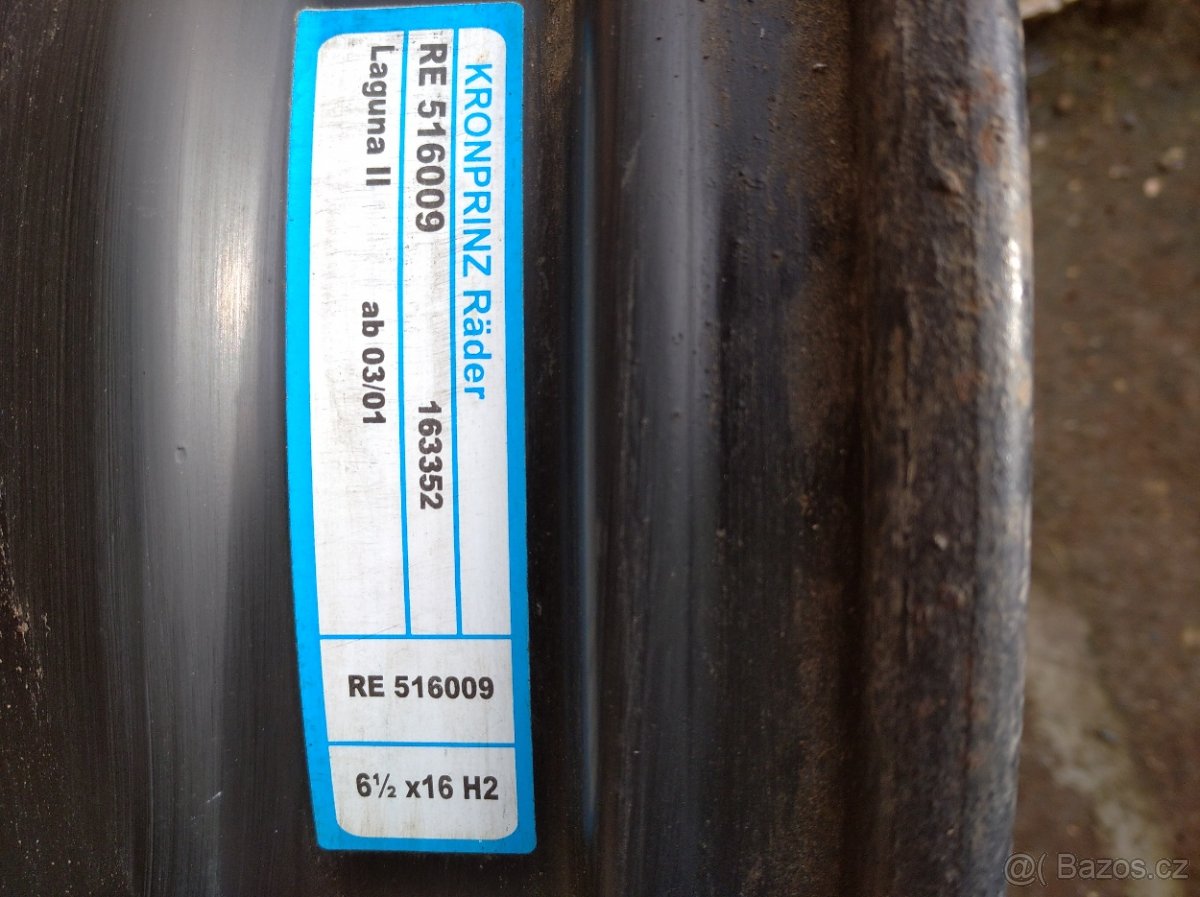 KRONPRINZ Räder
RE 516009 163352
Laguna II ab 03/01
RE 516009
6½ x16 H2
@( Bazos.cz